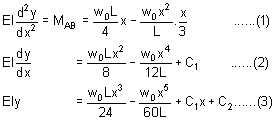 EI d²y/dx² = M_AB = w₀L/4 x − w₀x²/L . x/3 ......(1)
EI dy/dx = w₀Lx²/8 − w₀x⁴/12L + C₁ ......(2)
EIy = w₀Lx³/24 − w₀x⁵/60L + C₁x + C₂ ......(3)